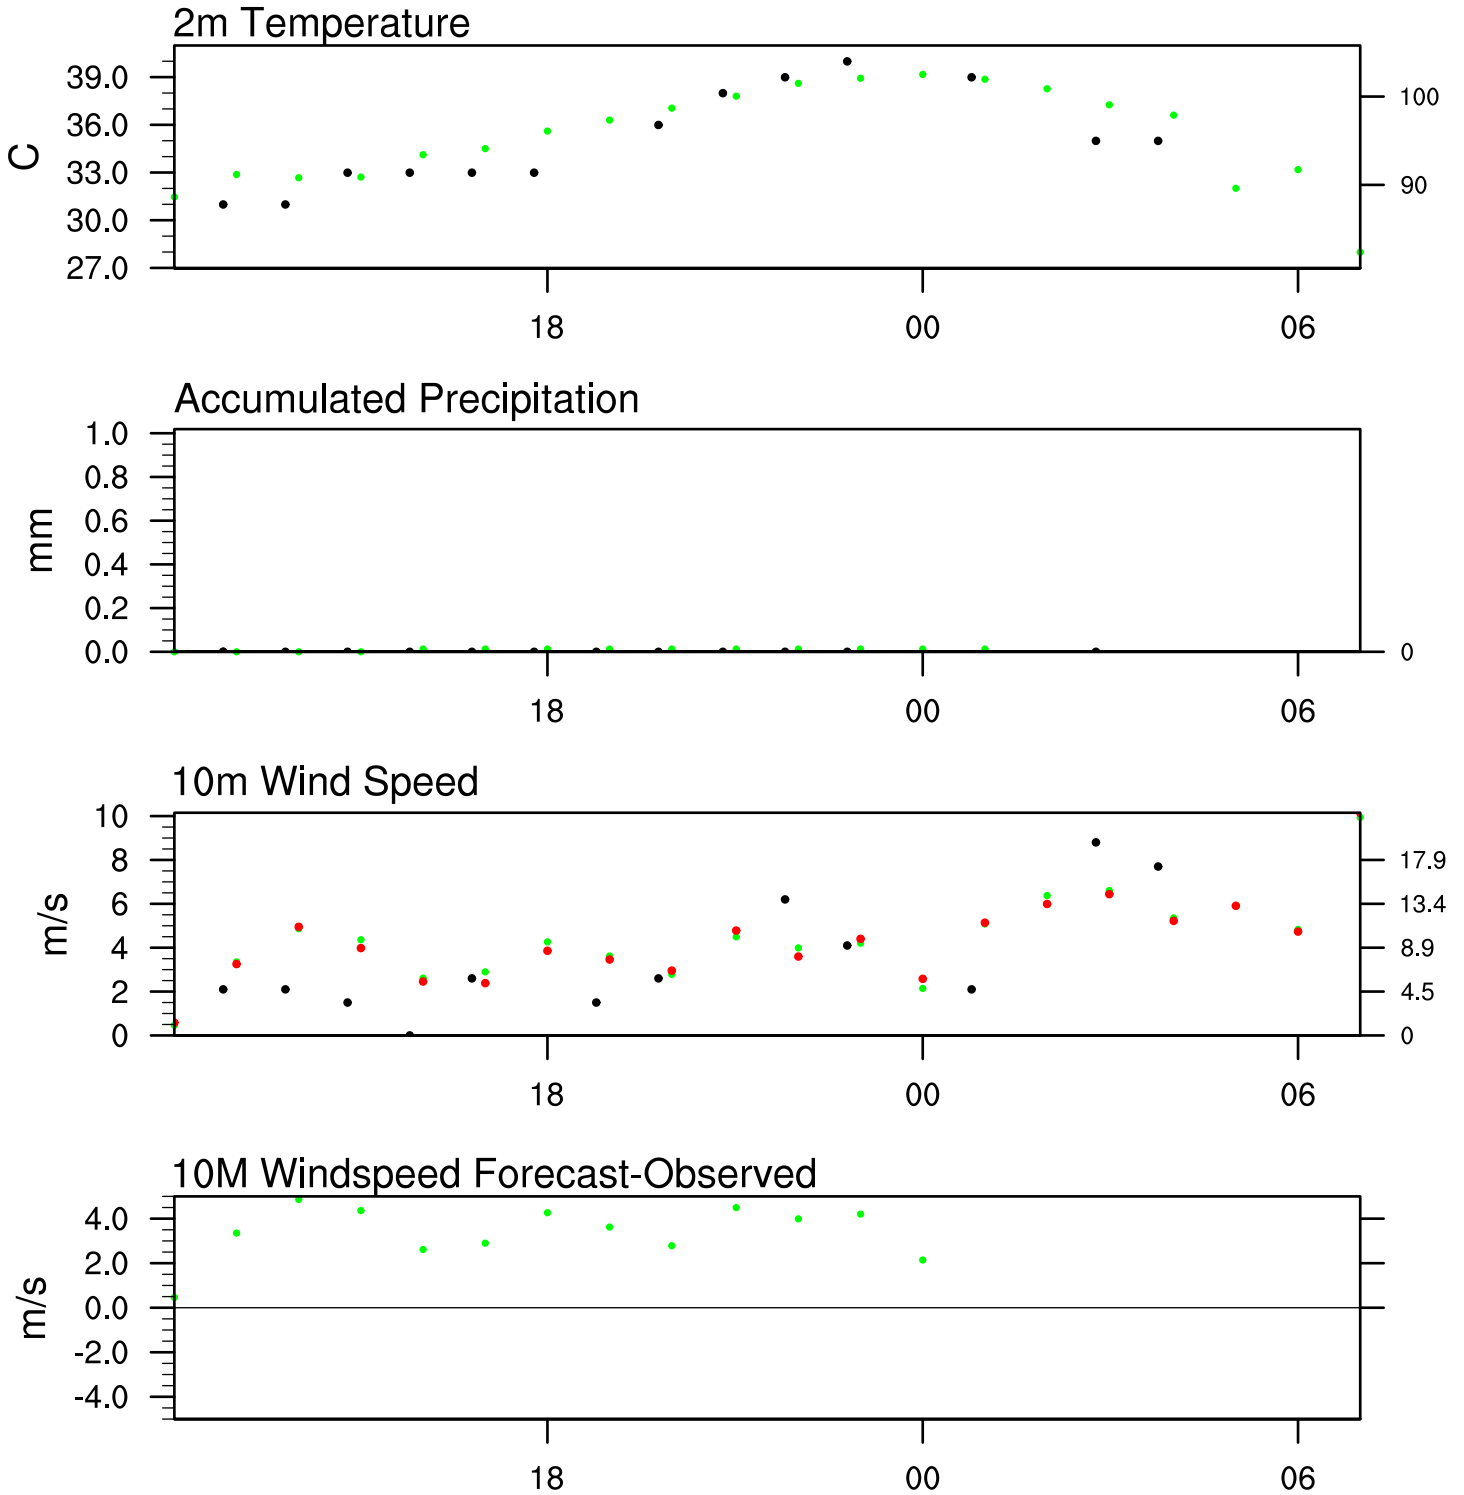 2m Temperature
39.0
36.0
33.0
30.0
27.0
C
100
90
18 00 06
Accumulated Precipitation
1.0
0.8
0.6
0.4
0.2
0.0
mm
0
18 00 06
10m Wind Speed
10
8
6
4
2
0
m/s
17.9
13.4
8.9
4.5
0
18 00 06
10M Windspeed Forecast-Observed
4.0
2.0
0.0
-2.0
-4.0
m/s
18 00 06